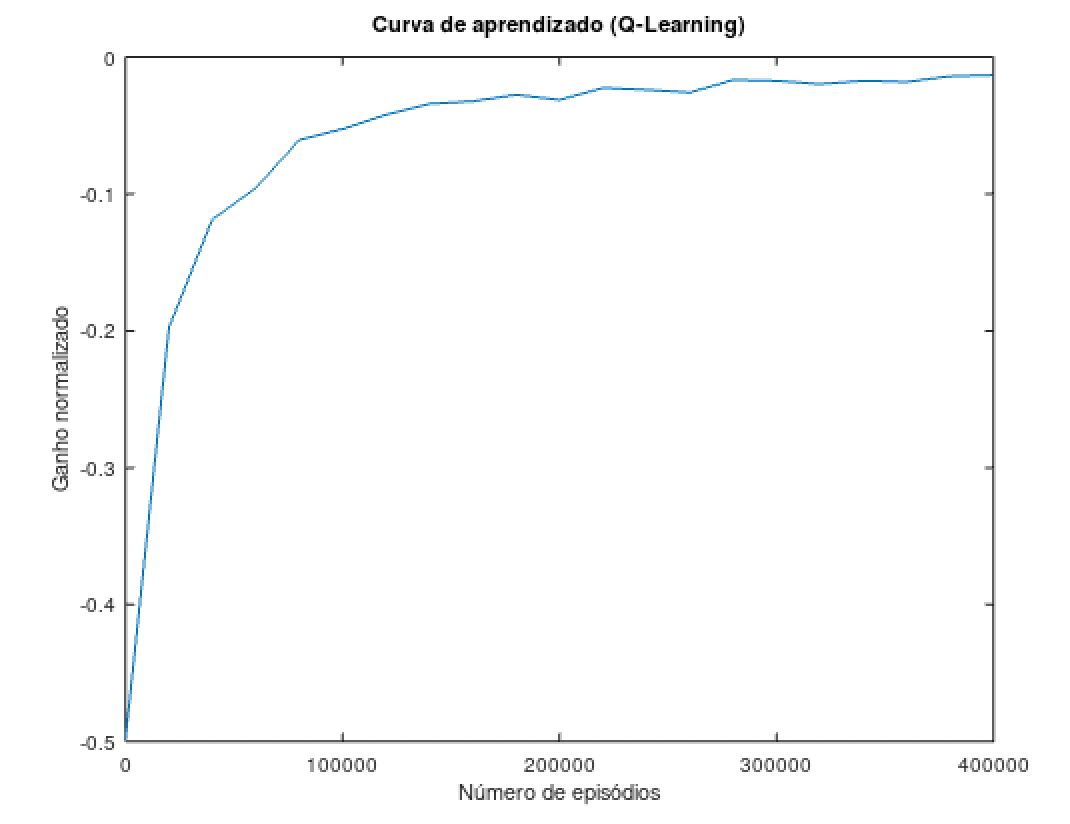 Curva de aprendizado (Q-Learning)
0
-0.1
-0.2
-0.3
-0.4
-0.5
Ganho normalizado
0 100000 200000 300000 400000
Número de episódios